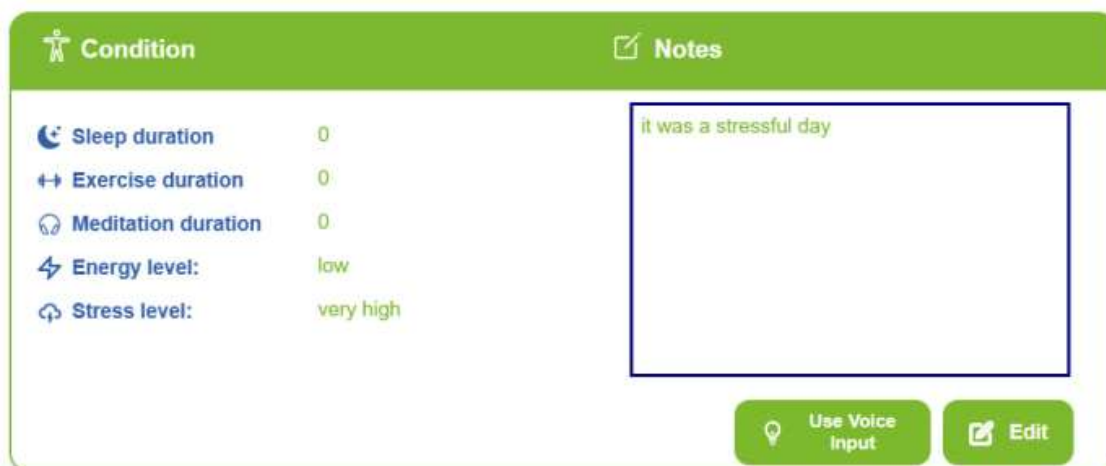 Condition
Notes
Sleep duration 0
Exercise duration 0
Meditation duration 0
Energy level: low
Stress level: very high
it was a stressful day
Use Voice
Input
Edit